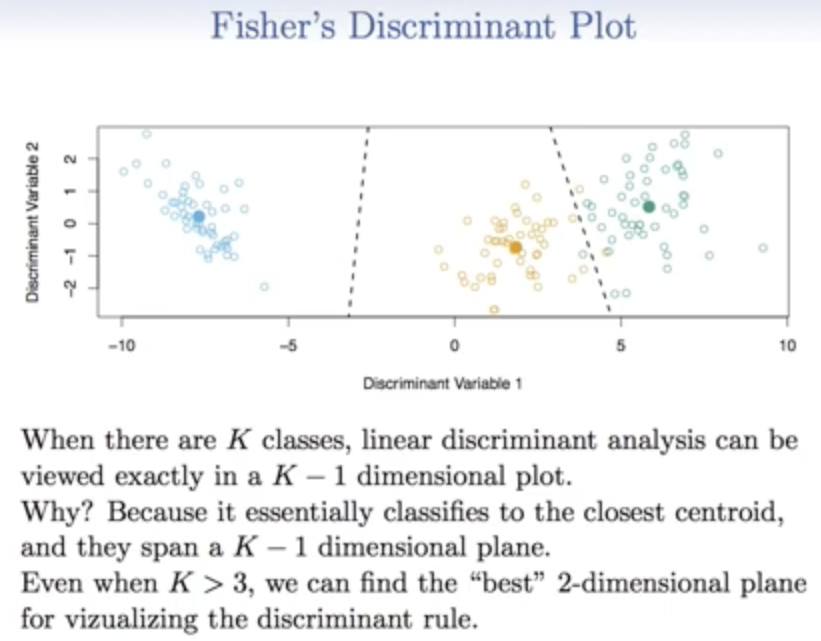 Fisher's Discriminant Plot
Discriminant Variable 2
2
1
0
−1
−2
−10
−5
0
5
10
Discriminant Variable 1
When there are K classes, linear discriminant analysis can be
viewed exactly in a K − 1 dimensional plot.
Why? Because it essentially classifies to the closest centroid,
and they span a K − 1 dimensional plane.
Even when K > 3, we can find the “best” 2-dimensional plane
for vizualizing the discriminant rule.